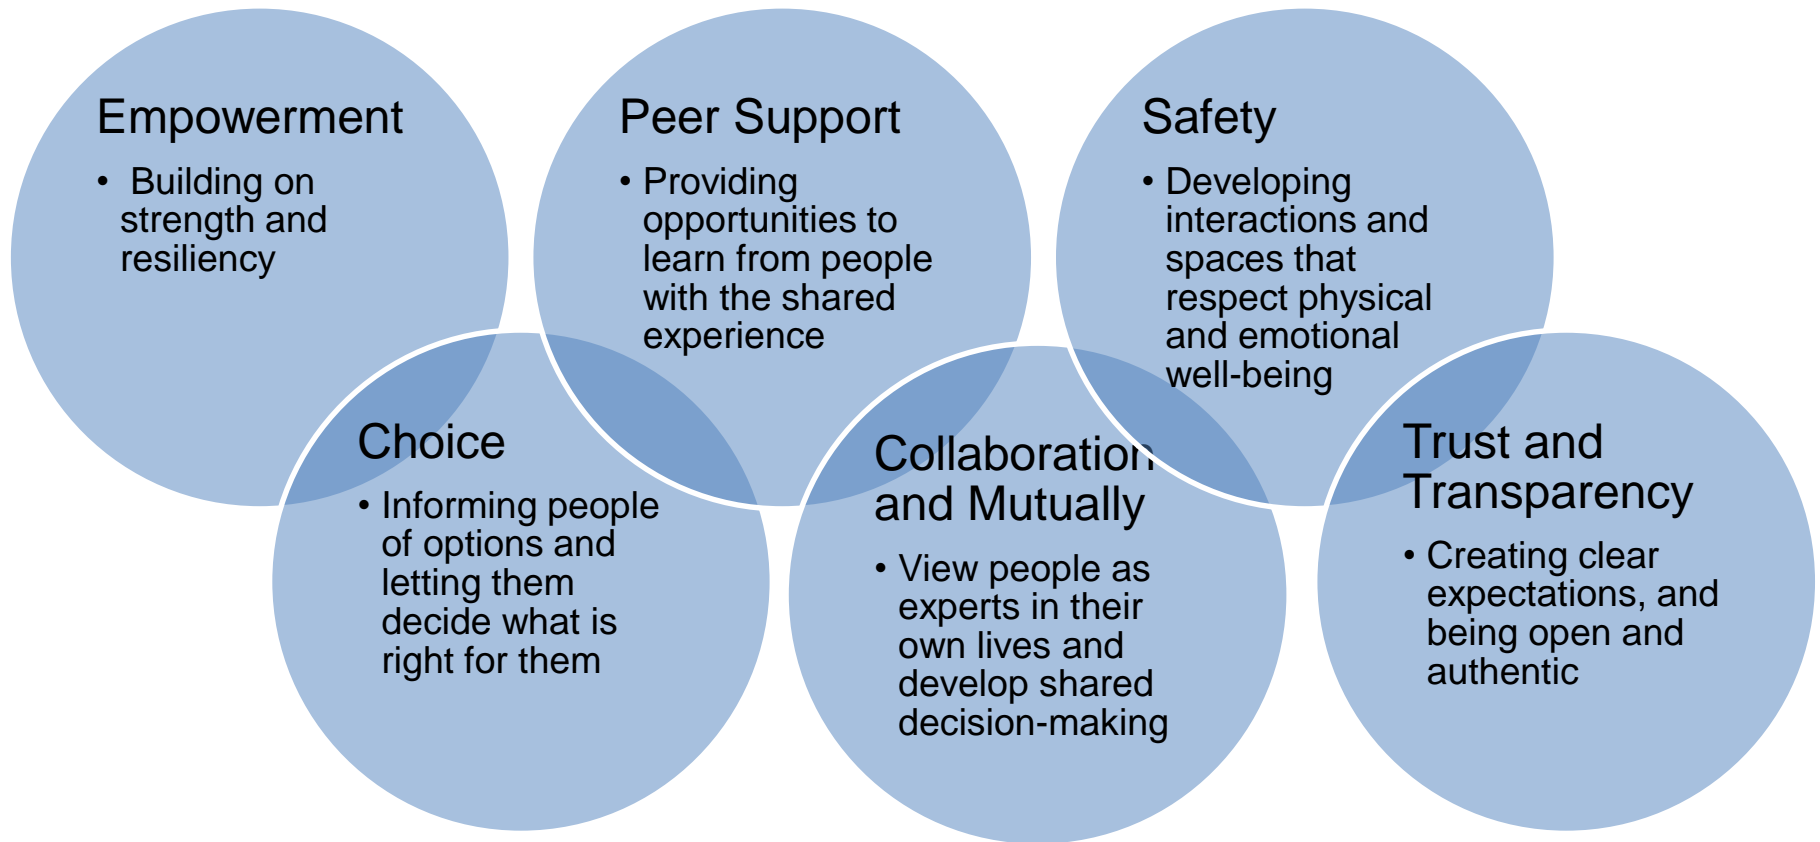 Empowerment
• Building on
strength and
resiliency
Choice
• Informing people
of options and
letting them
decide what is
right for them
Peer Support
• Providing
opportunities to
learn from people
with the shared
experience
Collaboration
and Mutually
• View people as
experts in their
own lives and
develop shared
decision-making
Safety
• Developing
interactions and
spaces that
respect physical
and emotional
well-being
Trust and
Transparency
• Creating clear
expectations, and
being open and
authentic